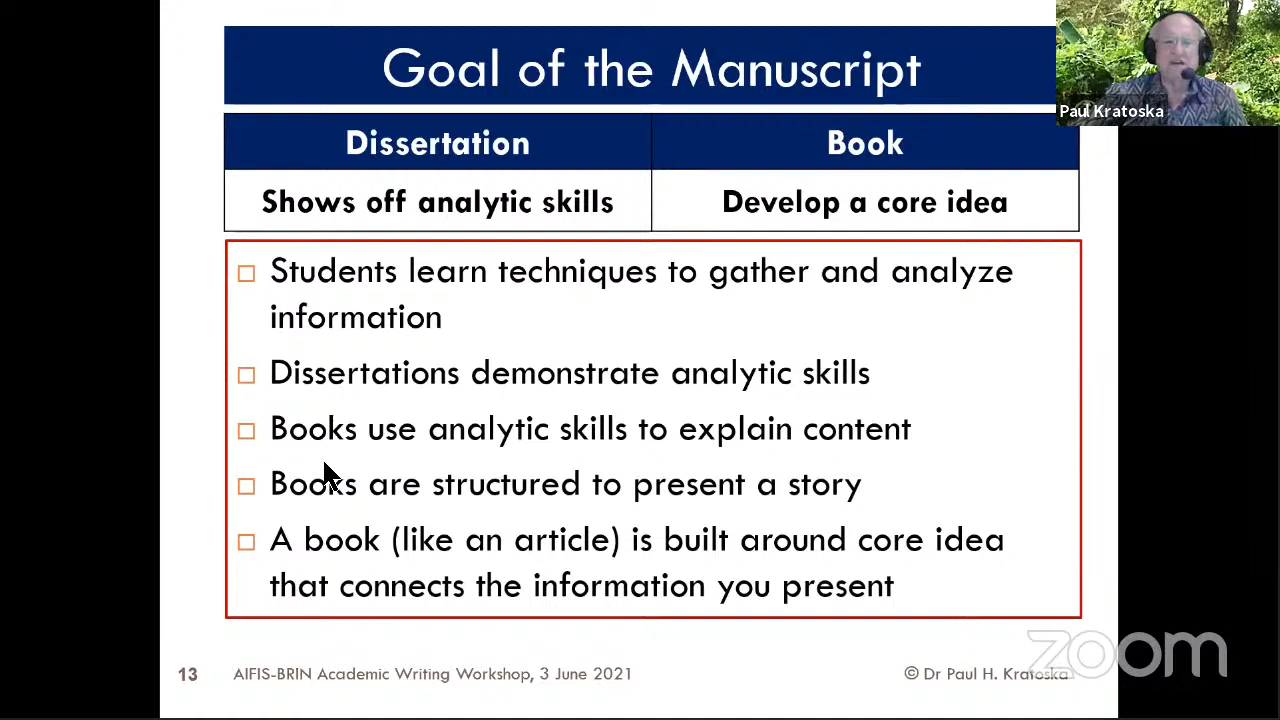 Goal of the Manuscript
Paul Kratoska
Dissertation
Book
Shows off analytic skills
Develop a core idea
Students learn techniques to gather and analyze
information
Dissertations demonstrate analytic skills
Books use analytic skills to explain content
Books are structured to present a story
A book (like an article) is built around core idea
that connects the information you present
zoom
13
AIFIS-BRIN Academic Writing Workshop, 3 June 2021
© Dr Paul H. Kratoska